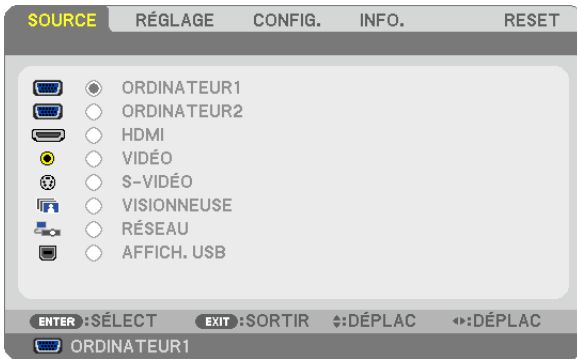 SOURCE RÉGLAGE CONFIG. INFO. RESET
ORDINATEUR1
ORDINATEUR2
HDMI
VIDÉO
S-VIDÉO
VISIONNEUSE
RÉSEAU
AFFICH. USB
ENTER :SÉLECT EXIT :SORTIR :DÉPLAC :DÉPLAC
ORDINATEUR1